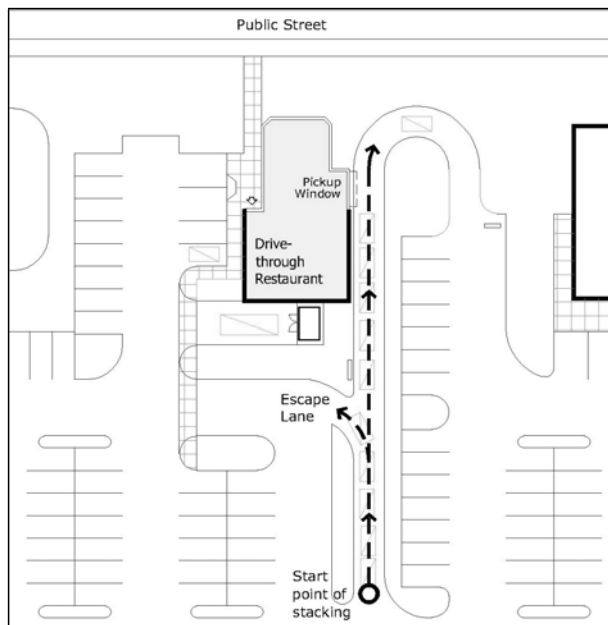 Public Street
Pickup
Window
Drive-
through
Restaurant
Escape
Lane
Start
point of
stacking